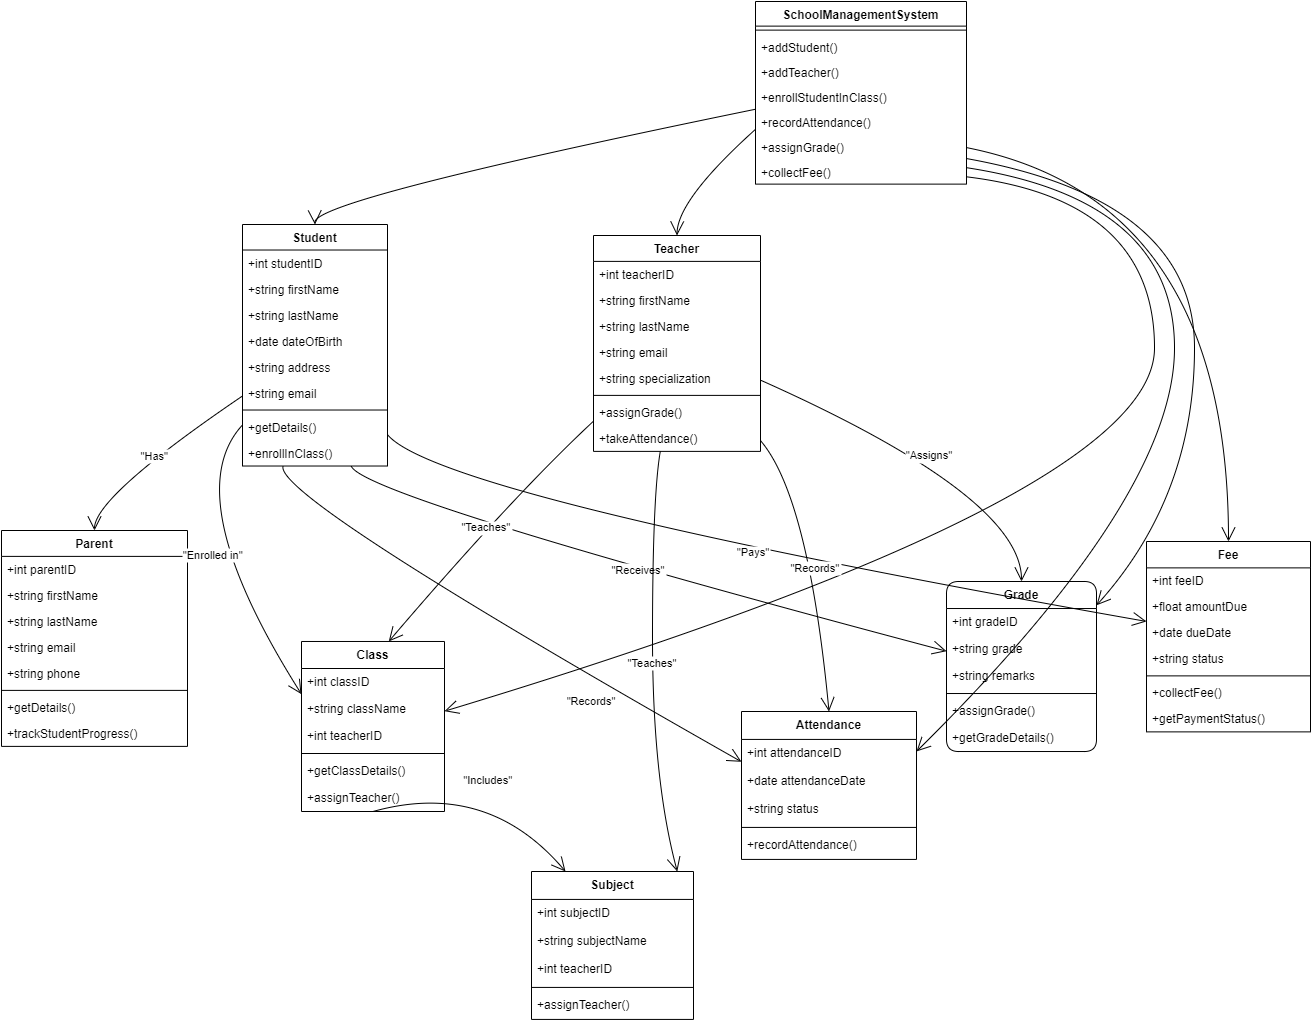 SchoolManagementSystem
+addStudent()
+addTeacher()
+enrollStudentInClass()
+recordAttendance()
+assignGrade()
+collectFee()
Student
+int studentID
+string firstName
+string lastName
+date dateOfBirth
+string address
+string email
+getDetails()
+enrollInClass()
Teacher
+int teacherID
+string firstName
+string lastName
+string email
+string specialization
+assignGrade()
+takeAttendance()
"Has"
"Assigns"
"Teaches"
"Enrolled in"
"Pays"
"Receives"
"Records"
Parent
+int parentID
+string firstName
+string lastName
+string email
+string phone
+getDetails()
+trackStudentProgress()
Fee
+int feeID
+float amountDue
+date dueDate
+string status
+collectFee()
+getPaymentStatus()
Grade
+int gradeID
+string grade
+string remarks
+assignGrade()
+getGradeDetails()
Class
+int classID
+string className
+int teacherID
+getClassDetails()
+assignTeacher()
"Teaches"
"Records"
"Includes"
Attendance
+int attendanceID
+date attendanceDate
+string status
+recordAttendance()
Subject
+int subjectID
+string subjectName
+int teacherID
+assignTeacher()